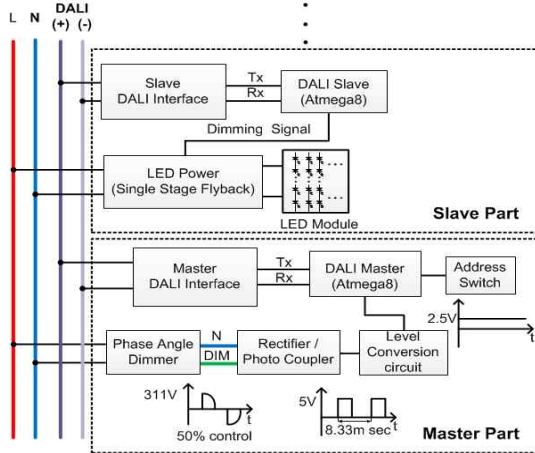 L N DALI
(+) (-)
Slave
DALI Interface
Tx
Rx
DALI Slave
(Atmega8)
Dimming Signal
LED Power
(Single Stage Flyback)
LED Module
Slave Part
Master
DALI Interface
Tx
Rx
DALI Master
(Atmega8)
Address
Switch
2.5V
t
Phase Angle
Dimmer
N
DIM
Rectifier /
Photo Coupler
Level
Conversion
circuit
311V
t
50% control
5V
t
8.33m sec
Master Part